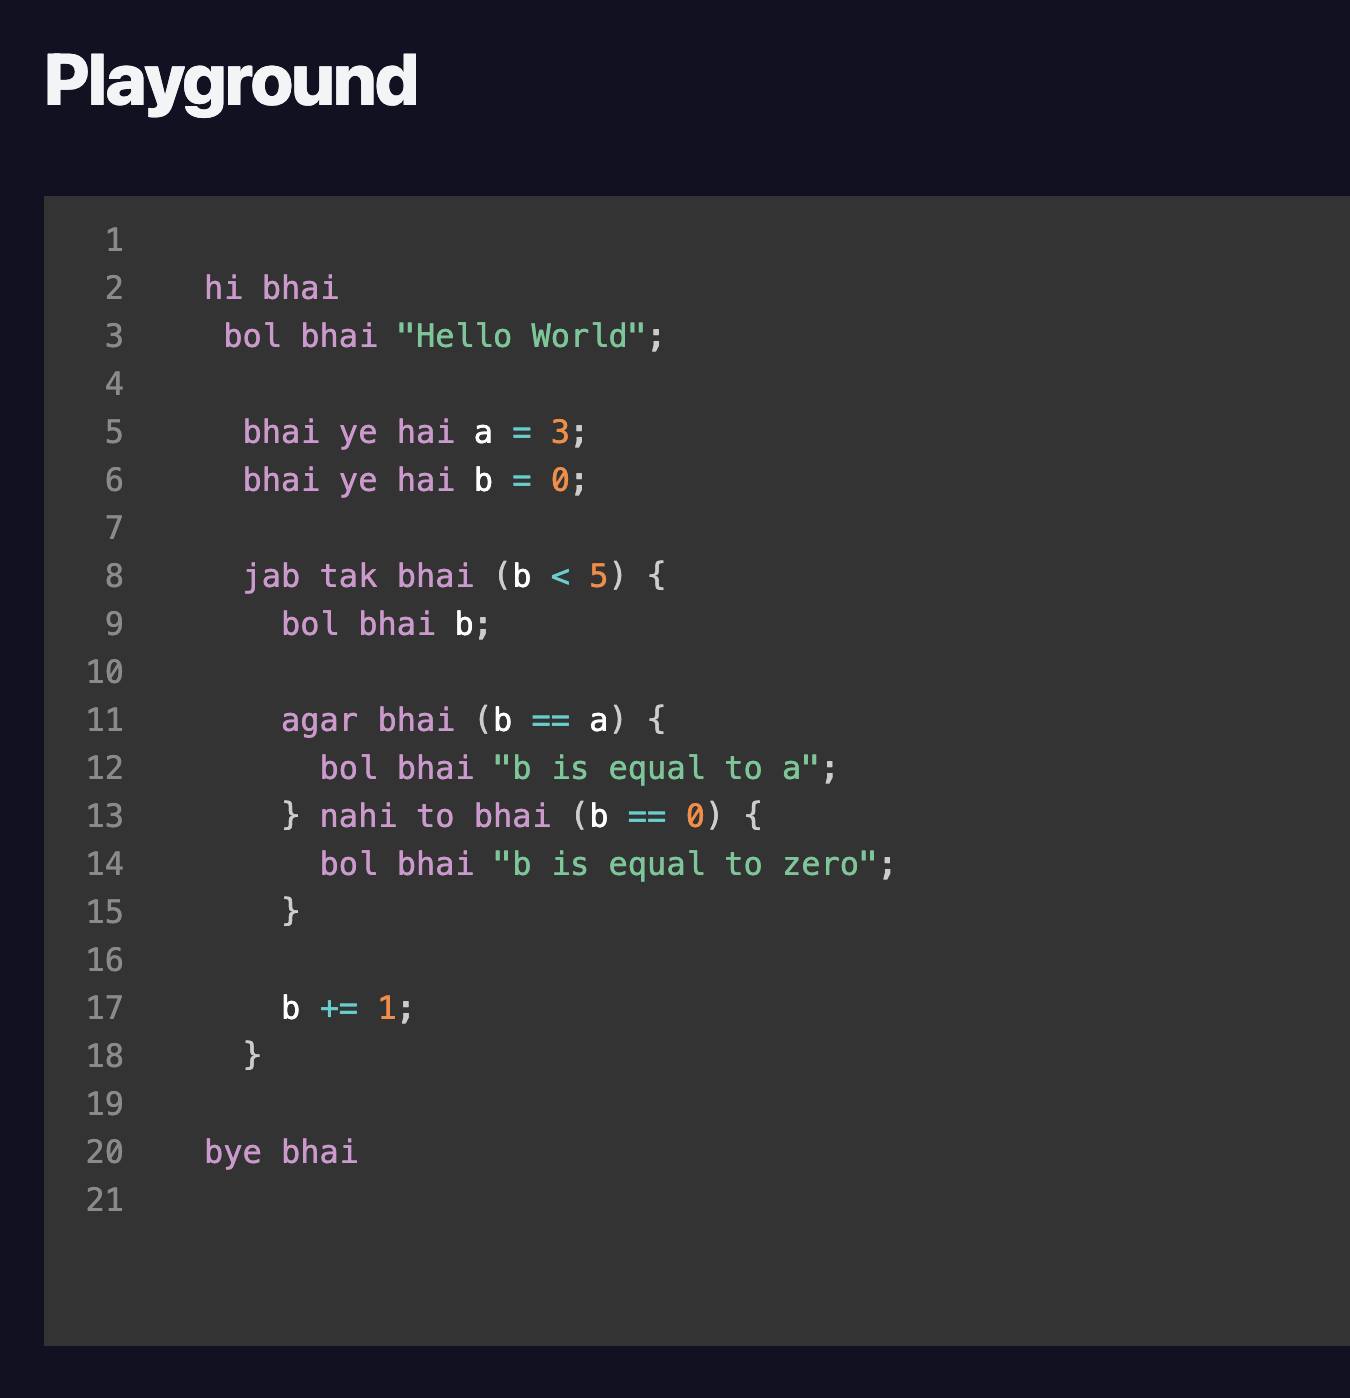 Playground
1
2 hi bhai
3 bol bhai "Hello World";
4
5 bhai ye hai a = 3;
6 bhai ye hai b = 0;
7
8 jab tak bhai (b < 5) {
9 bol bhai b;
10
11 agar bhai (b == a) {
12 bol bhai "b is equal to a";
13 } nahi to bhai (b == 0) {
14 bol bhai "b is equal to zero";
15 }
16
17 b += 1;
18 }
19
20 bye bhai
21